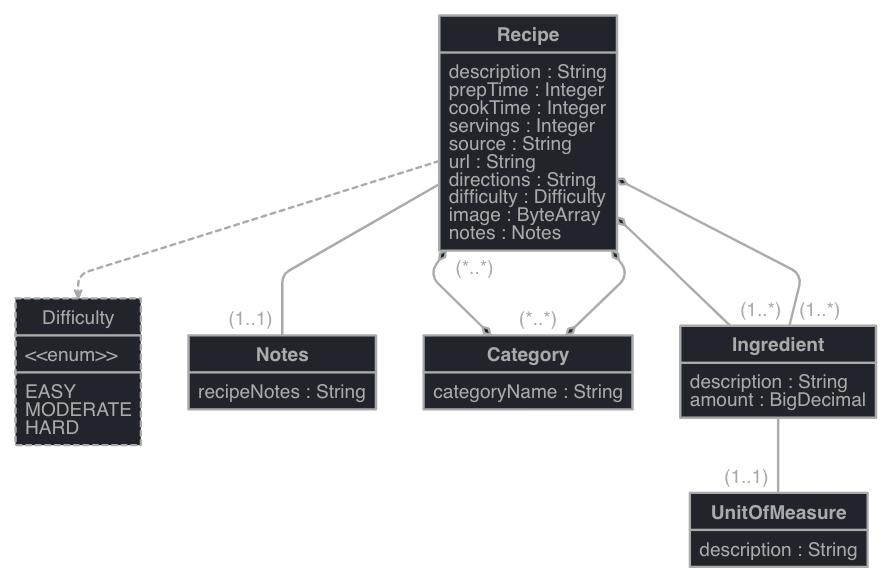 Recipe
description : String
prepTime : Integer
cookTime : Integer
servings : Integer
source : String
url : String
directions : String
difficulty : Difficulty
image : ByteArray
notes : Notes
(*..*)
Difficulty
<<enum>>
EASY
MODERATE
HARD
(1..1)
Notes
recipeNotes : String
(*..*)
Category
categoryName : String
(1..*)
(1..*)
Ingredient
description : String
amount : BigDecimal
(1..1)
UnitOfMeasure
description : String